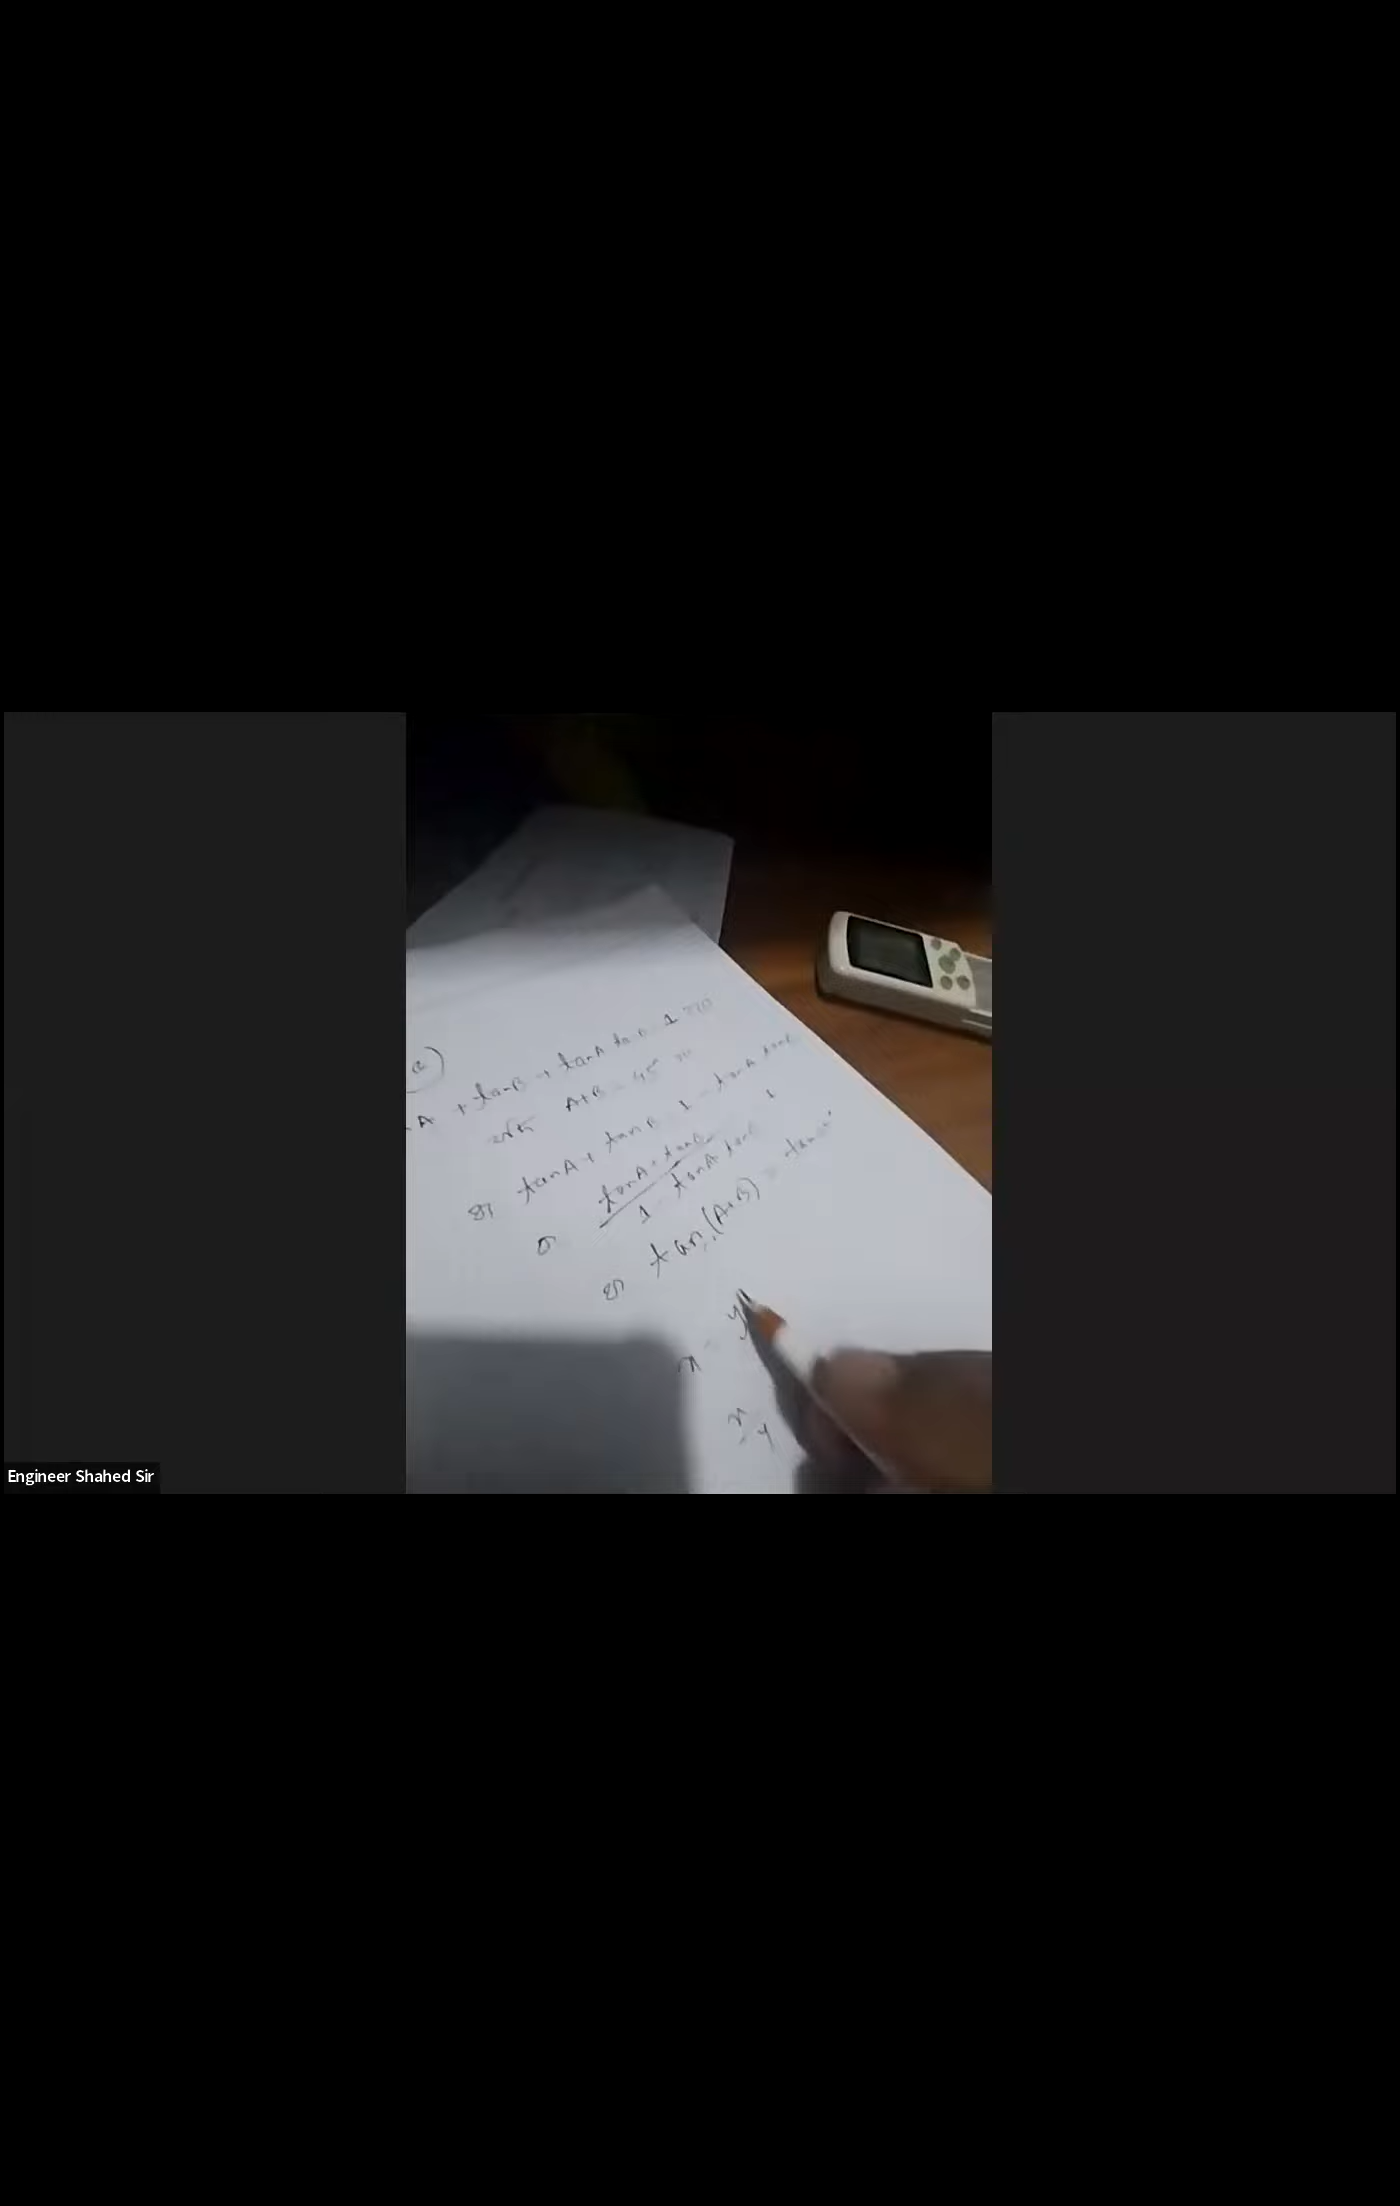 A + tanB + tanA tanB = 1
A+B = 45°
বা tanA + tanB = 1 - tanA tanB
বা tanA + tanB / 1 - tanA tanB = 1
বা tan(A+B) = tan
x = y
x
y
Engineer Shahed Sir